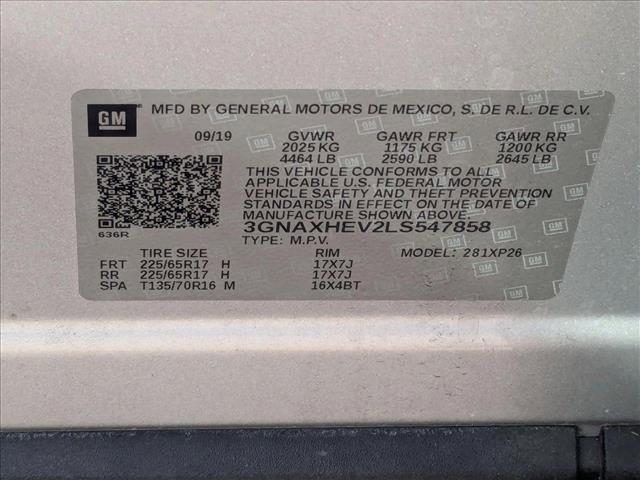 GM MFD BY GENERAL MOTORS DE MEXICO, S. DE R.L. DE C.V.
09/19 GVWR GAWR FRT GAWR RR
2025 KG 1175 KG 1200 KG
4464 LB 2590 LB 2645 LB
THIS VEHICLE CONFORMS TO ALL
APPLICABLE U.S. FEDERAL MOTOR
VEHICLE SAFETY AND THEFT PREVENTION
STANDARDS IN EFFECT ON THE DATE OF
MANUFACTURE SHOWN ABOVE.
3GNAXHEV2LS547858
636R
TYPE: M.P.V. MODEL: 281XP26
TIRE SIZE RIM
FRT 225/65R17 H 17X7J
RR 225/65R17 H 17X7J
SPA T135/70R16 M 16X4BT